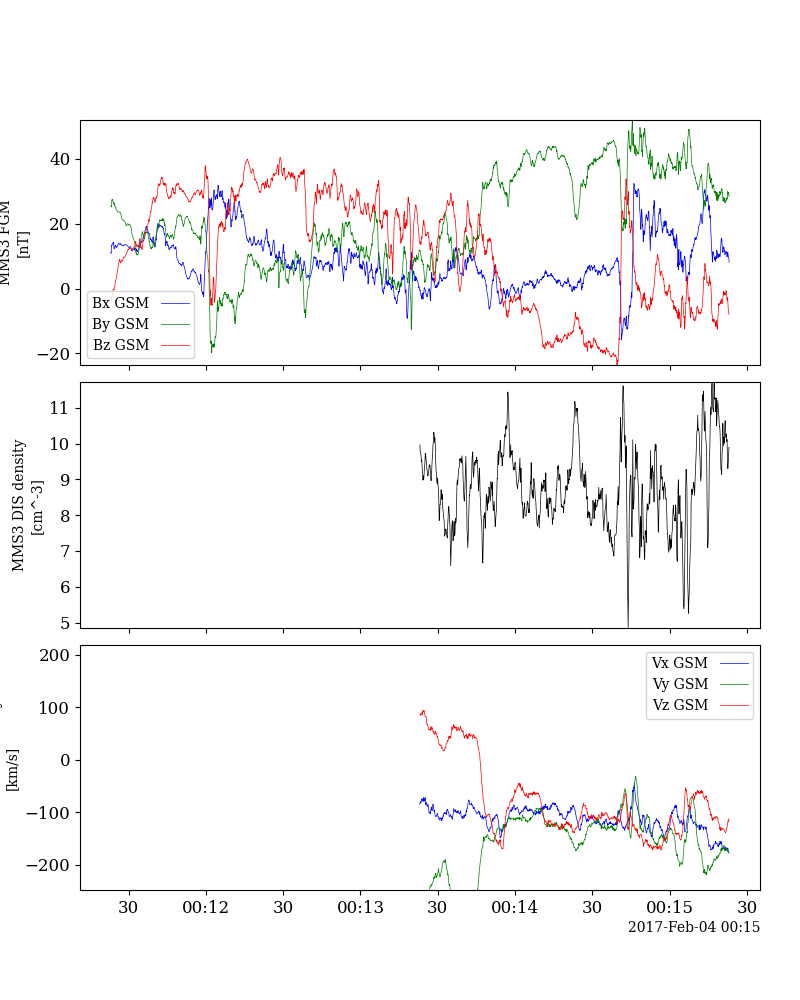 40
20
0
−20
MMS3 FGM
[nT]
Bx GSM
By GSM
Bz GSM
11
10
9
8
7
6
5
MMS3 DIS density
[cm^-3]
200
100
0
−100
−200
[km/s]
Vx GSM
Vy GSM
Vz GSM
30 00:12 30 00:13 30 00:14 30 00:15 30
2017-Feb-04 00:15